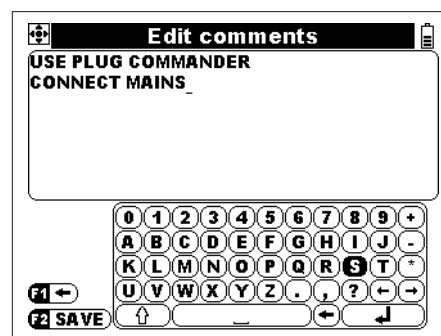 Edit comments
USE PLUG COMMANDER
CONNECT MAINS_
0 1 2 3 4 5 6 7 8 9 +
A B C D E F G H I J -
K L M N O P Q R S T *
F1 ← U V W X Y Z . , ? ← →
F2 SAVE ⇧ _ ← ↵